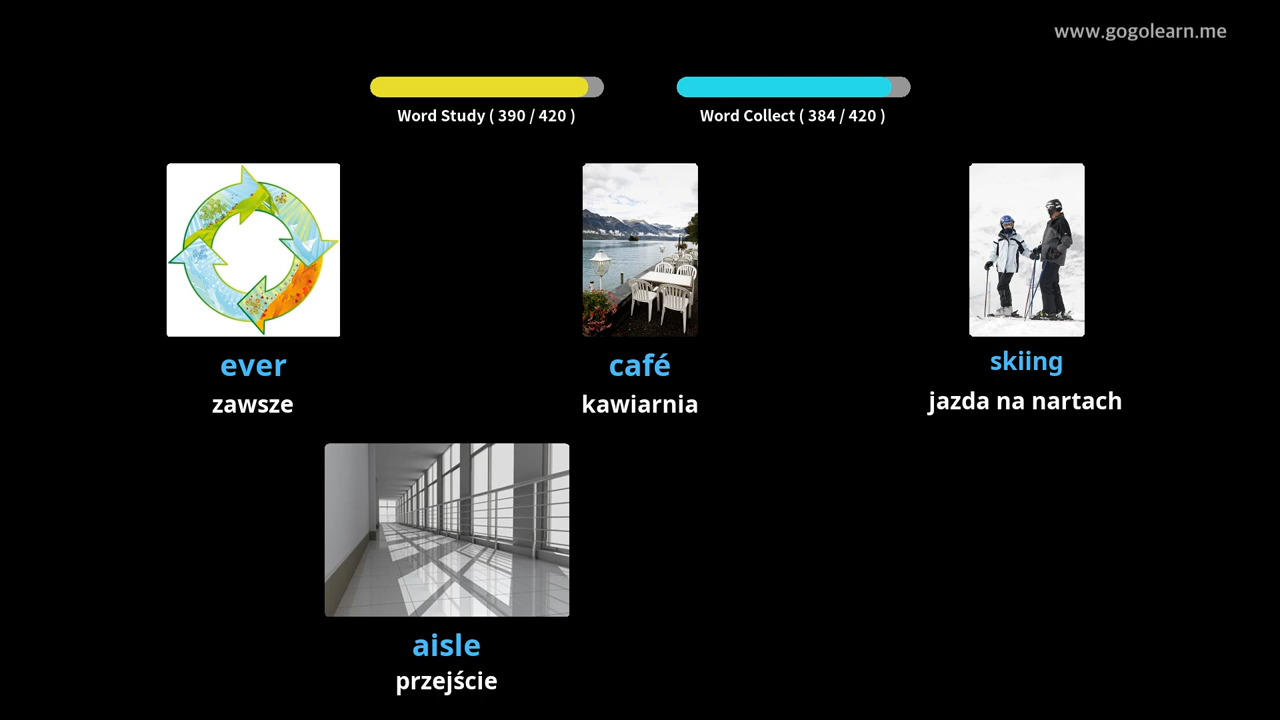 www.gogolearn.me
Word Study ( 390 / 420 )
Word Collect ( 384 / 420 )
ever
zawsze
café
kawiarnia
skiing
jazda na nartach
aisle
przejście